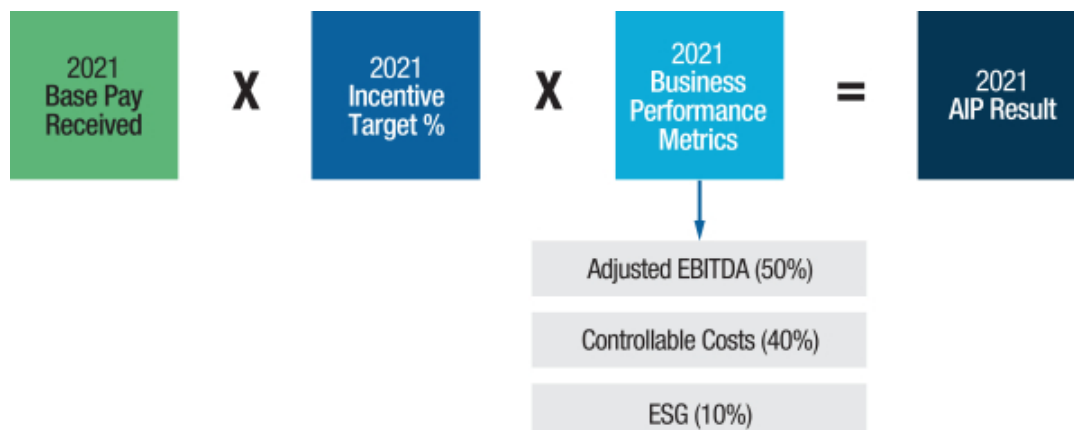 2021
Base Pay
Received
X
2021
Incentive
Target %
X
2021
Business
Performance
Metrics
=
2021
AIP Result
Adjusted EBITDA (50%)
Controllable Costs (40%)
ESG (10%)